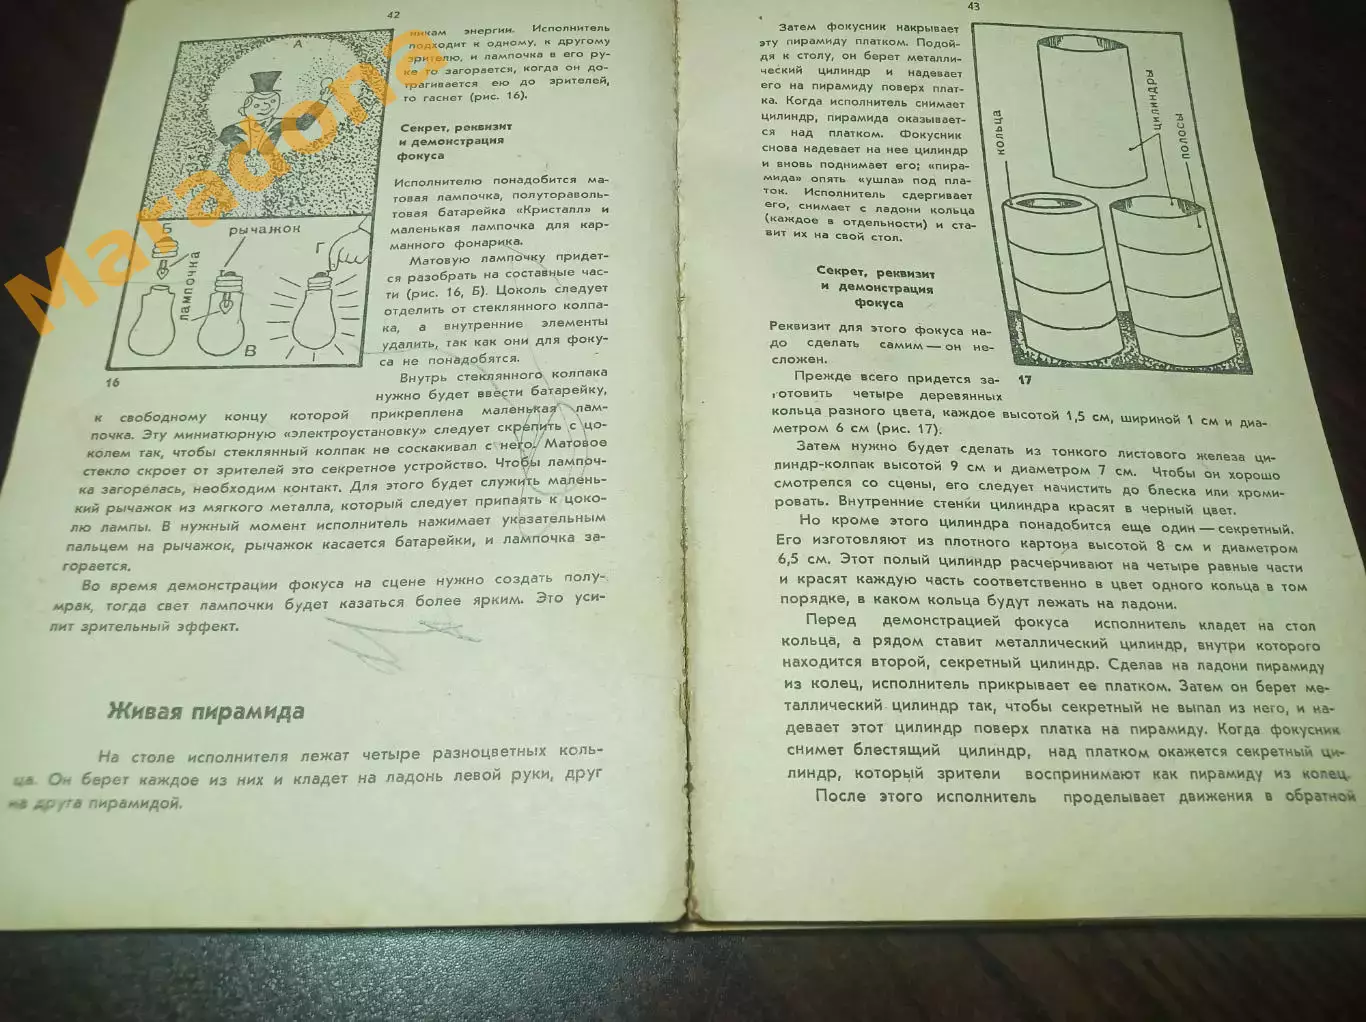 42
никам энергии. Исполнитель
подходит к одному, к другому
зрителю, и лампочка в его ру-
ке то загорается, когда он до-
трагивается ею до зрителей,
то гаснет (рис. 16).
Секрет, реквизит
и демонстрация
фокуса
Исполнителю понадобится ма-
товая лампочка, полуторавольо-
товая батарейка «Кристалл» и
маленькая лампочка для кар-
манного фонарика.
Матовую лампочку придет-
ся разобрать на составные час-
ти (рис. 16, Б). Цоколь следует
отделить от стеклянного колпа-
ка, а внутренние элементы
удалить, так как они для фоку-
са не понадобятся.
Внутрь стеклянного колпака
нужно будет ввести батарейку,
к свободному концу которой прикреплена маленькая лам-
почка. Эту миниатюрную «электроустановку» следует скрепить с цо-
колем так, чтобы стеклянный колпак не соскакивал с него. Матовое
стекло скроет от зрителей это секретное устройство. Чтобы лампоч-
ка загорелась, необходим контакт. Для этого будет служить малень-
кий рычажок из мягкого металла, который следует припаять к цоко-
лю лампы. В нужный момент исполнитель нажимает указательным
пальцем на рычажок, рычажок касается батарейки, и лампочка за-
горается.
Во время демонстрации фокуса на сцене нужно создать полу-
мрак, тогда свет лампочки будет казаться более ярким. Это уси-
лит зрительный эффект.
А
Б
рычажок
Г
лампочка
В
16
Живая пирамида
На столе исполнителя лежат четыре разноцветных коль-
ца. Он берет каждое из них и кладет на ладонь левой руки, друг
на друга пирамидой.
43
Затем фокусник накрывает
эту пирамиду платком. Подой-
дя к столу, он берет металли-
ческий цилиндр и надевает
его на пирамиду поверх плат-
ка. Когда исполнитель снимает
цилиндр, пирамида оказывает-
ся над платком. Фокусник
снова надевает на нее цилиндр
и вновь поднимает его; «пира-
мида» опять «ушла» под пла-
ток. Исполнитель сдергивает
его, снимает с ладони кольца
(каждое в отдельности) и ста-
вит их на свой стол.
Секрет, реквизит
и демонстрация
фокуса
Реквизит для этого фокуса на-
до сделать самим — он не-
сложен.
Прежде всего придется за-
готовить четыре деревянных
кольца разного цвета, каждое высотой 1,5 см, шириной 1 см и диа-
метром 6 см (рис. 17).
Затем нужно будет сделать из тонкого листового железа ци-
линдр-колпак высотой 9 см и диаметром 7 см. Чтобы он хорошо
смотрелся со сцены, его следует начистить до блеска или хроми-
ровать. Внутренние стенки цилиндра красят в черный цвет.
Но кроме этого цилиндра понадобится еще один — секретный.
Его изготовляют из плотного картона высотой 8 см и диаметром
6,5 см. Этот полый цилиндр расчерчивают на четыре равные части
и красят каждую часть соответственно в цвет одного кольца в том
порядке, в каком кольца будут лежать на ладони.
Перед демонстрацией фокуса исполнитель кладет на стол
кольца, а рядом ставит металлический цилиндр, внутри которого
находится второй, секретный цилиндр. Сделав на ладони пирамиду
из колец, исполнитель прикрывает ее платком. Затем он берет ме-
таллический цилиндр так, чтобы секретный не выпал из него, и на-
девает этот цилиндр поверх платка на пирамиду. Когда фокусник
снимет блестящий цилиндр, над платком окажется секретный ци-
линдр, который зрители воспринимают как пирамиду из колец.
После этого исполнитель проделывает движения в обратной
кольца
цилиндры
полосы
17
Maradona